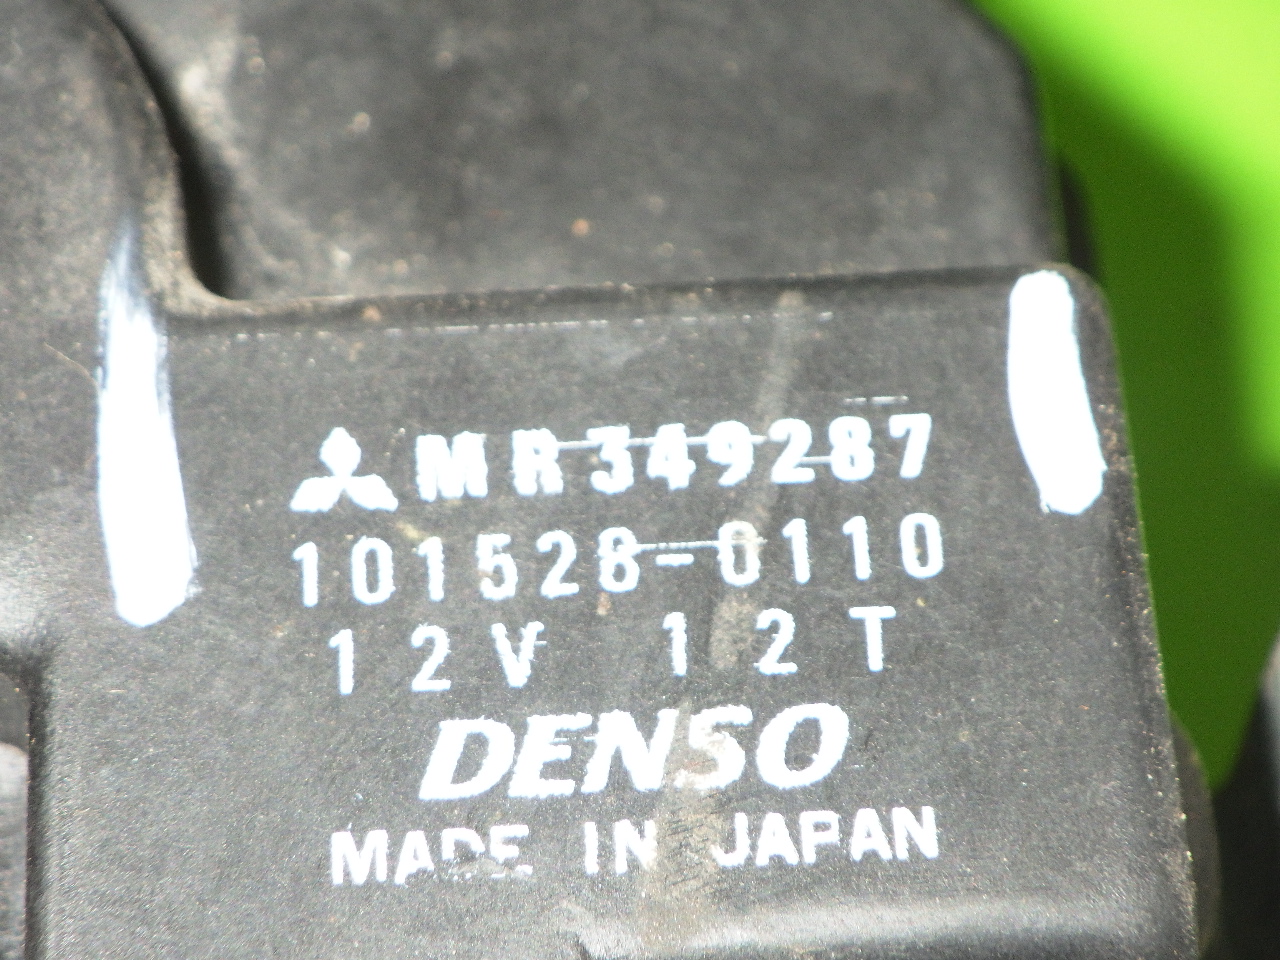 MR349287
101528-0110
12V 12T
DENSO
MADE IN JAPAN